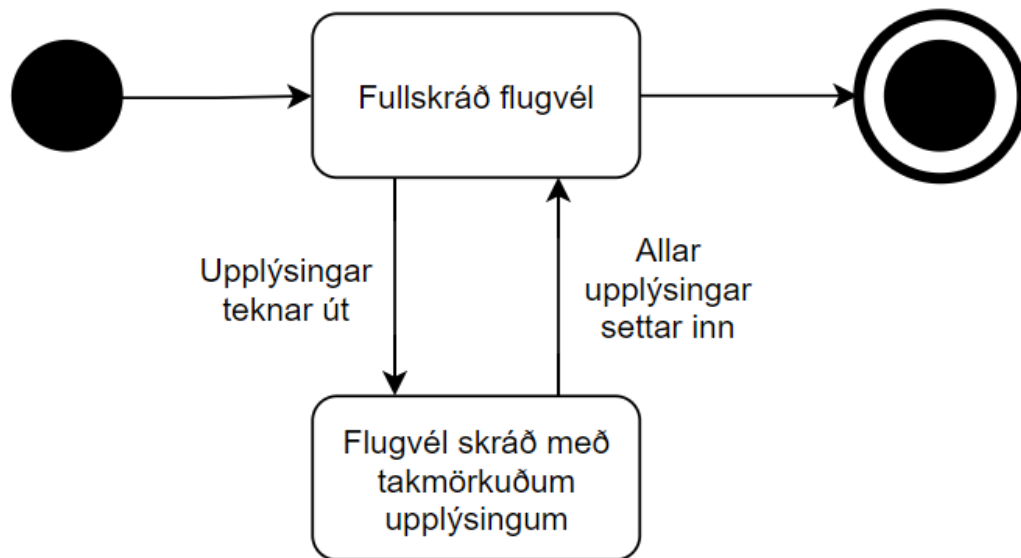 Fullskráð flugvél
Upplýsingar
teknar út
Allar
upplýsingar
settar inn
Flugvél skráð með
takmörkuðum
upplýsingum